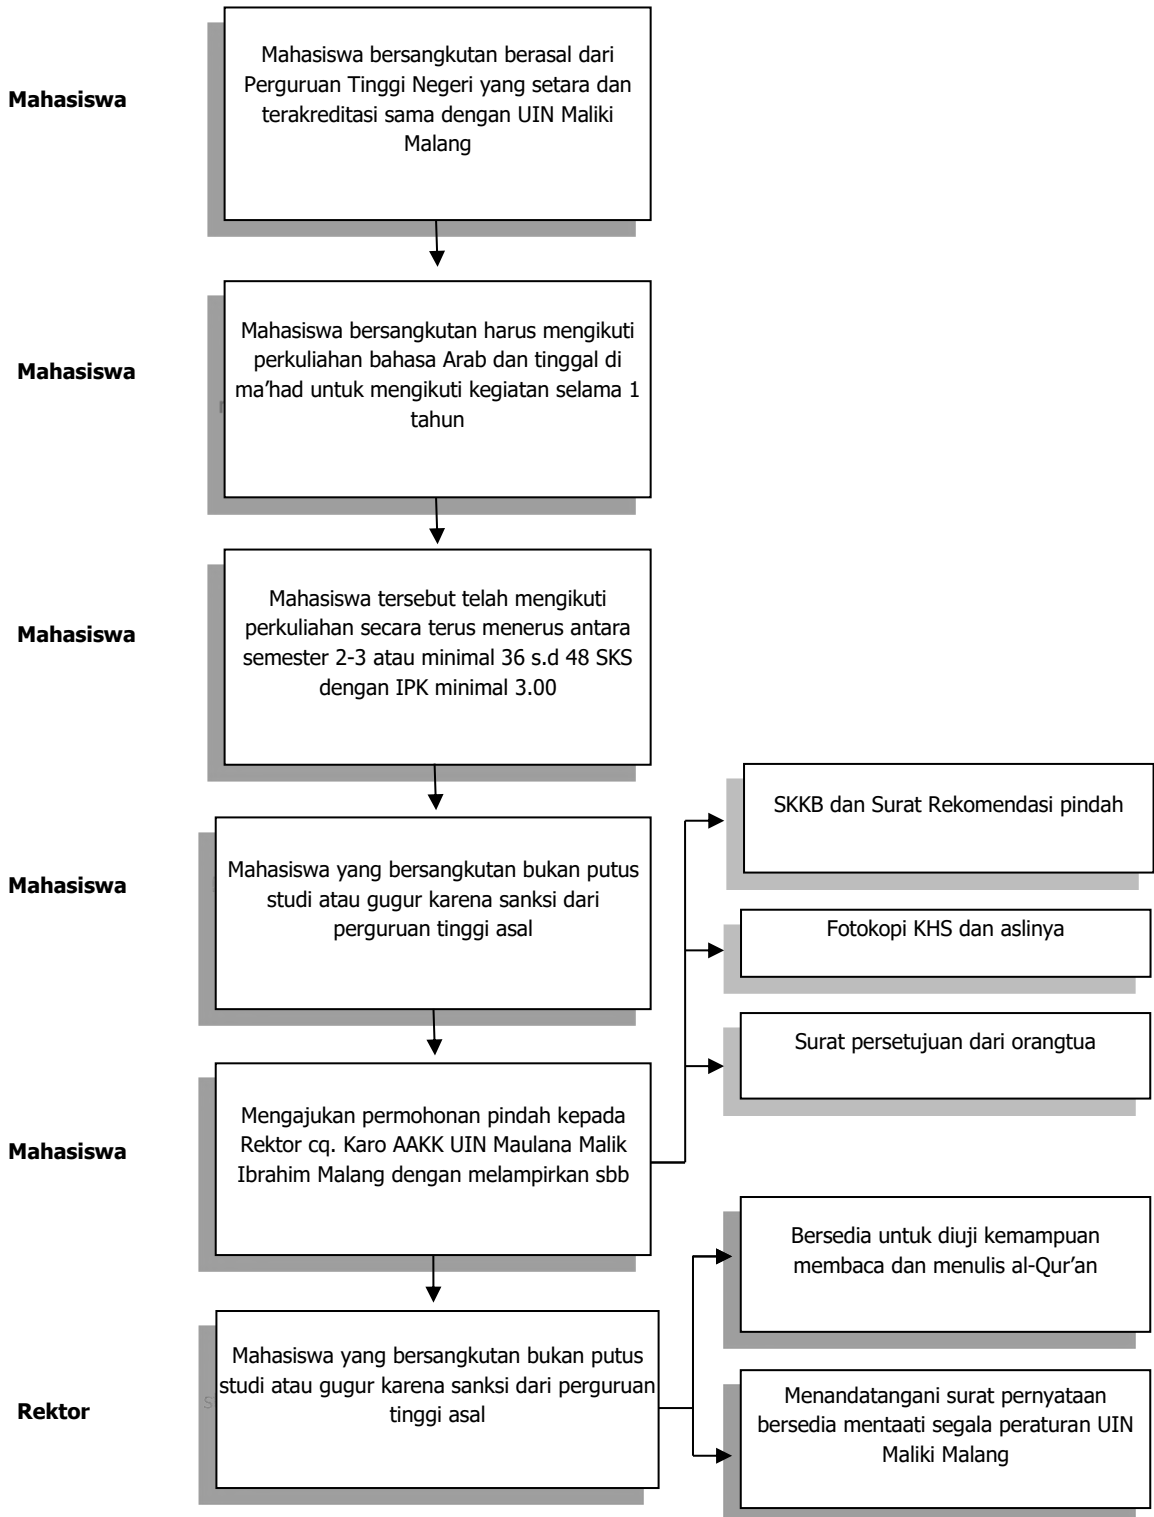 Mahasiswa
Mahasiswa bersangkutan berasal dari
Perguruan Tinggi Negeri yang setara dan
terakreditasi sama dengan UIN Maliki
Malang
Mahasiswa
Mahasiswa bersangkutan harus mengikuti
perkuliahan bahasa Arab dan tinggal di
ma’had untuk mengikuti kegiatan selama 1
tahun
Mahasiswa
Mahasiswa tersebut telah mengikuti
perkuliahan secara terus menerus antara
semester 2-3 atau minimal 36 s.d 48 SKS
dengan IPK minimal 3.00
Mahasiswa
Mahasiswa yang bersangkutan bukan putus
studi atau gugur karena sanksi dari
perguruan tinggi asal
SKKB dan Surat Rekomendasi pindah
Fotokopi KHS dan aslinya
Surat persetujuan dari orangtua
Mahasiswa
Mengajukan permohonan pindah kepada
Rektor cq. Karo AAKK UIN Maulana Malik
Ibrahim Malang dengan melampirkan sbb
Rektor
Mahasiswa yang bersangkutan bukan putus
studi atau gugur karena sanksi dari perguruan
tinggi asal
Bersedia untuk diuji kemampuan
membaca dan menulis al-Qur’an
Menandatangani surat pernyataan
bersedia mentaati segala peraturan UIN
Maliki Malang